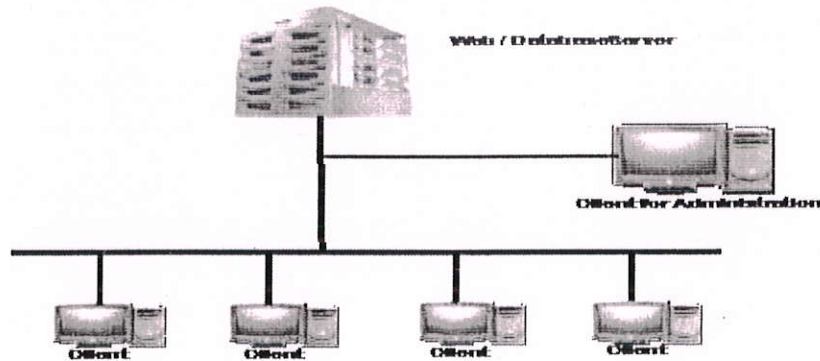 Web / DatabaseServer
Client for Administration
Client
Client
Client
Client